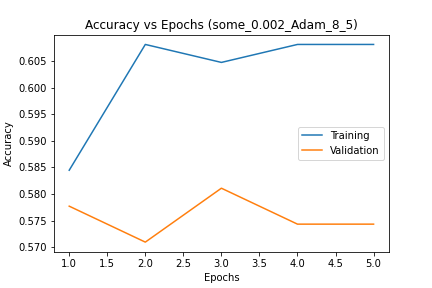 Accuracy vs Epochs (some_0.002_Adam_8_5)
0.605
0.600
0.595
0.590
0.585
0.580
0.575
0.570
Accuracy
Training
Validation
1.0 1.5 2.0 2.5 3.0 3.5 4.0 4.5 5.0
Epochs